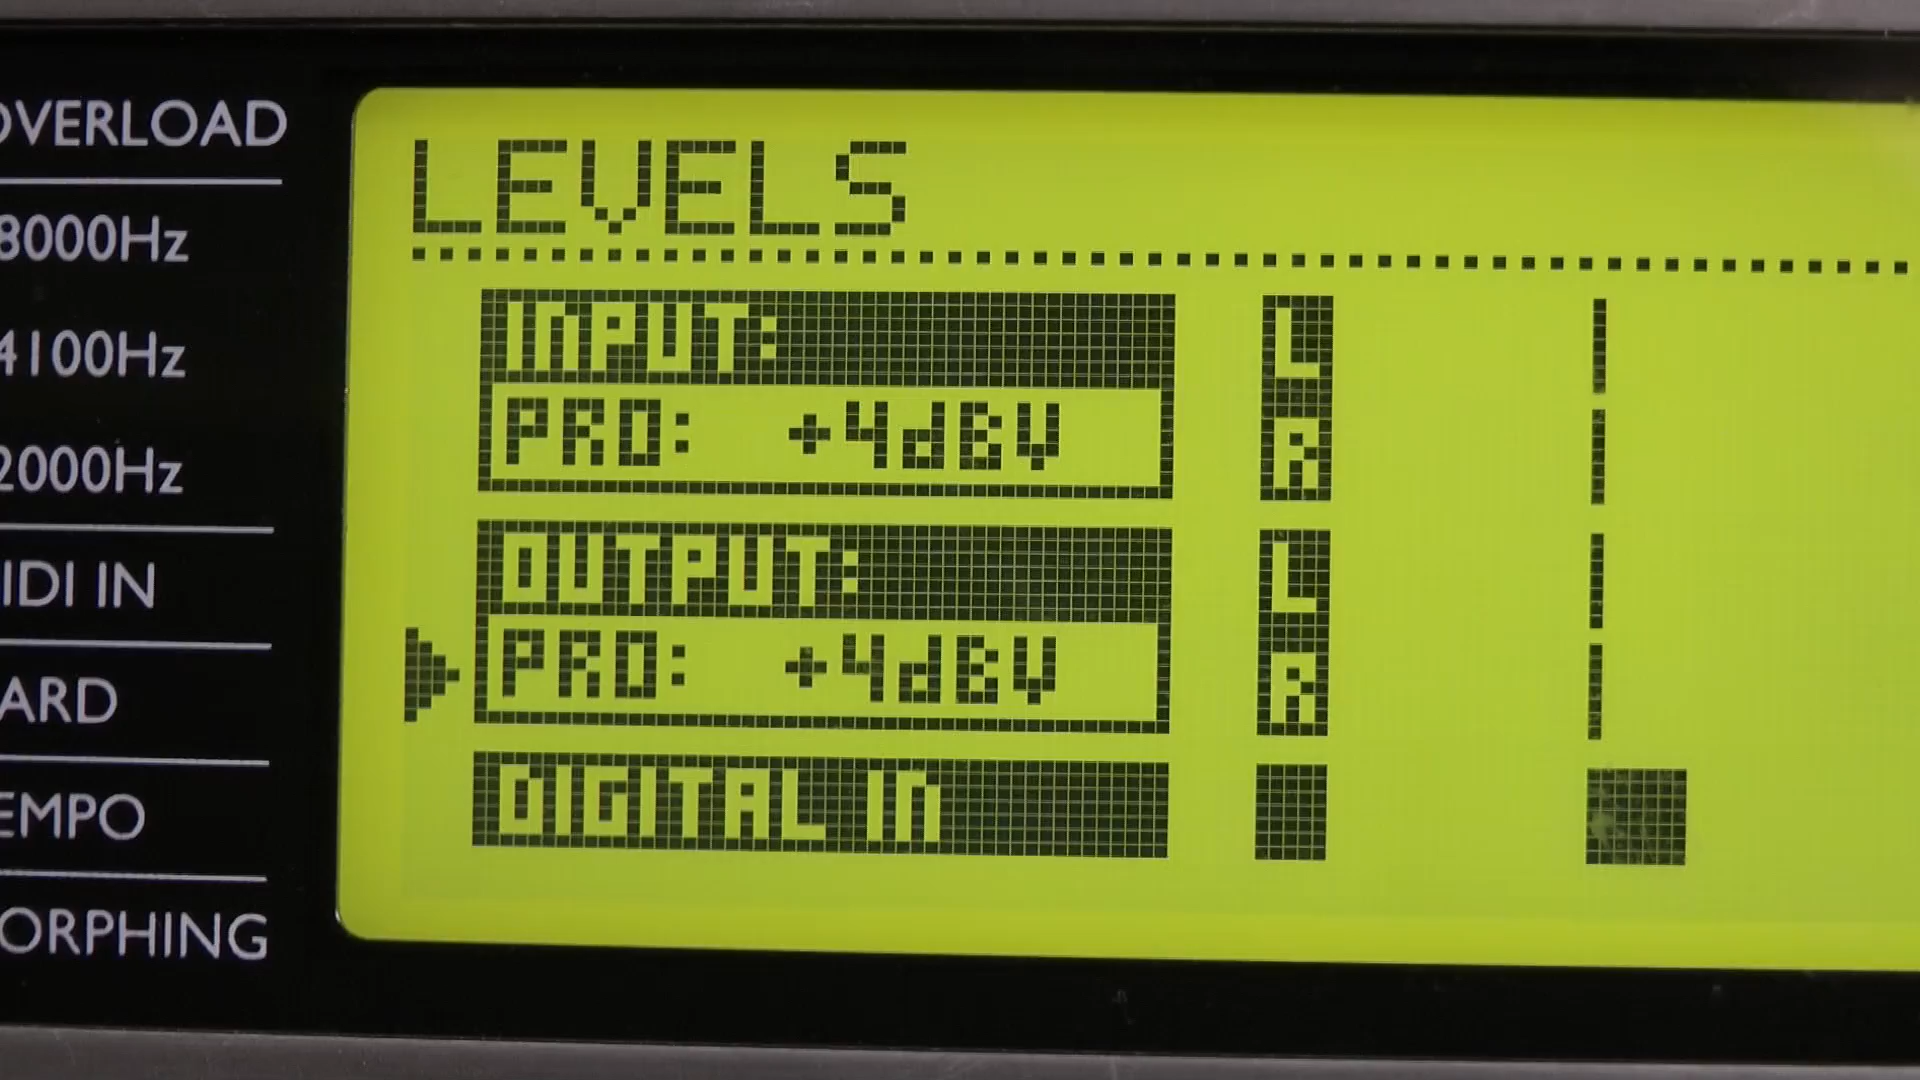 OVERLOAD
8000Hz
4100Hz
2000Hz
IDI IN
ARD
EMPO
ORPHING
LEVELS
INPUT: L
PRO: +4dBV R
OUTPUT: L
PRO: +4dBV R
DIGITAL IN